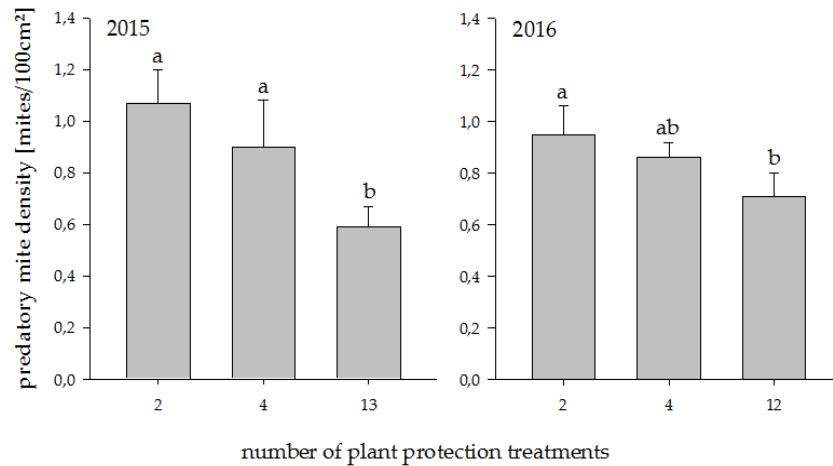 predatory mite density [mites/100cm²]
2015
1,4
1,2
1,0
0,8
0,6
0,4
0,2
0,0
a
a
b
2 4 13
2016
1,4
1,2
1,0
0,8
0,6
0,4
0,2
0,0
a
ab
b
2 4 12
number of plant protection treatments